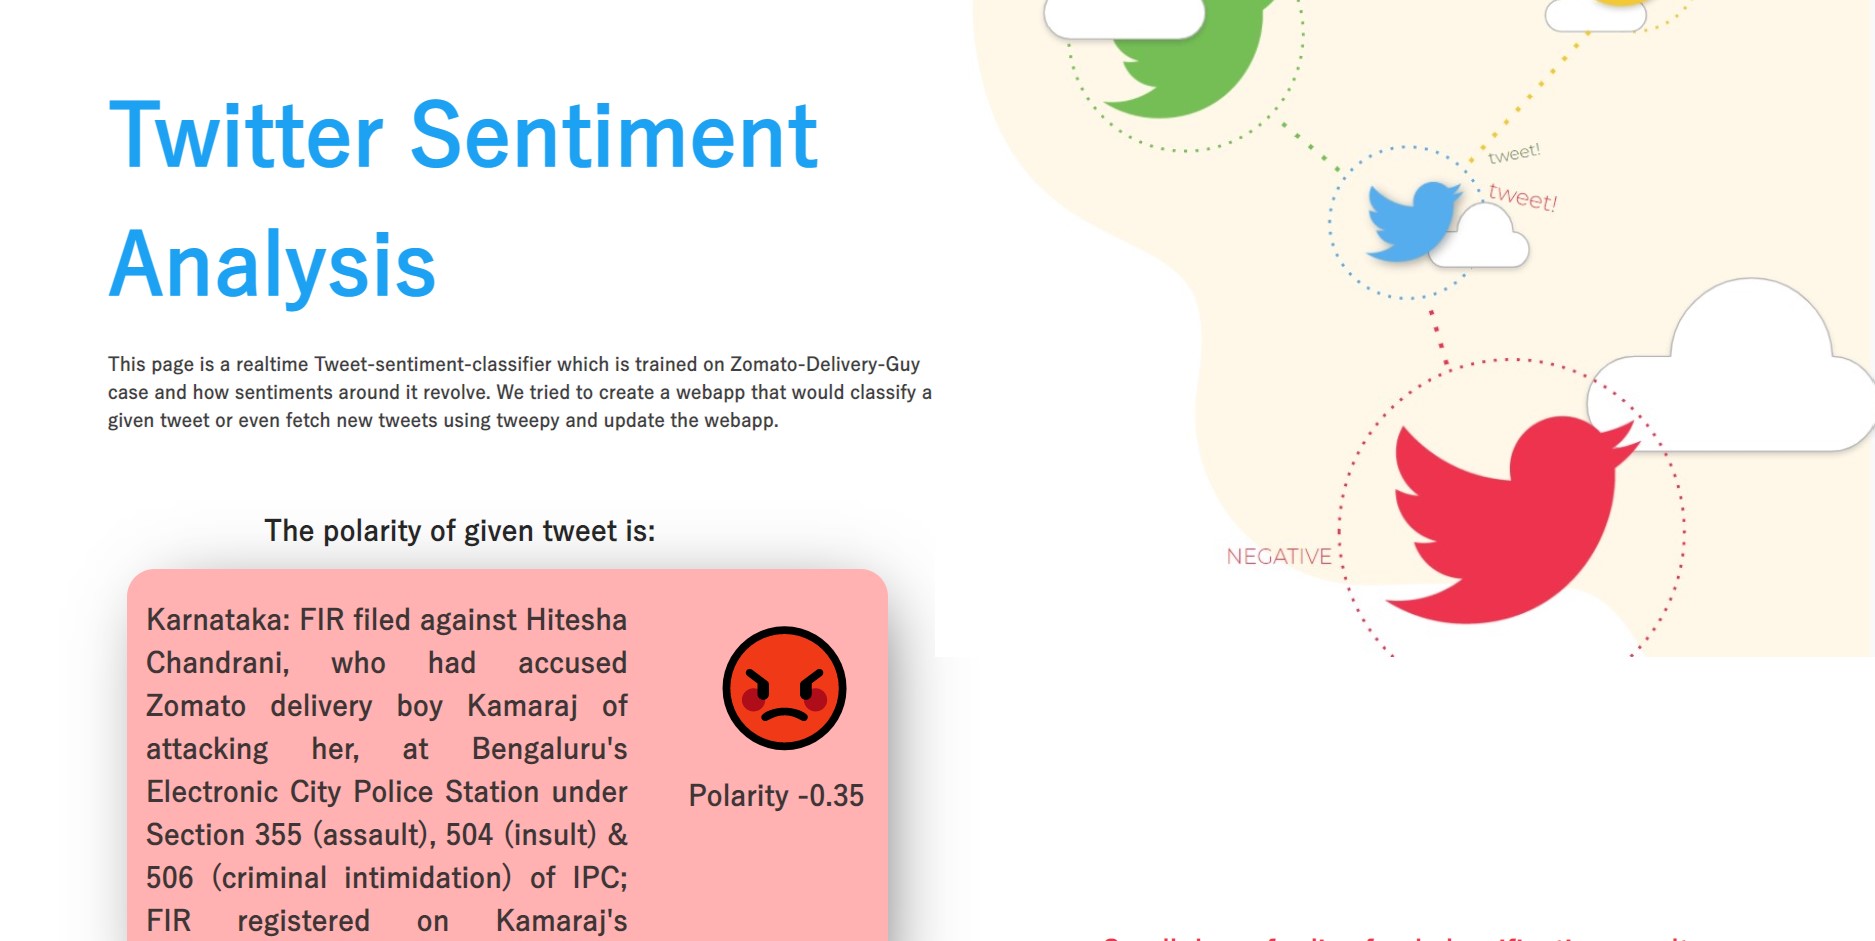 Twitter Sentiment
Analysis
This page is a realtime Tweet-sentiment-classifier which is trained on Zomato-Delivery-Guy
case and how sentiments around it revolve. We tried to create a webapp that would classify a
given tweet or even fetch new tweets using tweepy and update the webapp.
The polarity of given tweet is:
Karnataka: FIR filed against Hitesha
Chandrani, who had accused
Zomato delivery boy Kamaraj of
attacking her, at Bengaluru's
Electronic City Police Station under
Section 355 (assault), 504 (insult) &
506 (criminal intimidation) of IPC;
FIR registered on Kamaraj's
Polarity -0.35
tweet!
tweet!
NEGATIVE